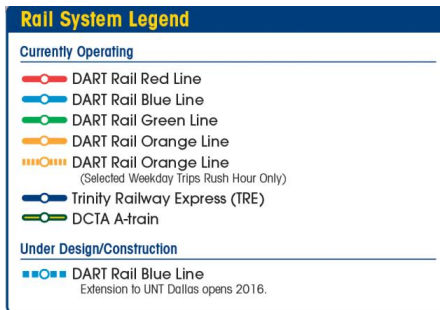 Rail System Legend
Currently Operating
DART Rail Red Line
DART Rail Blue Line
DART Rail Green Line
DART Rail Orange Line
DART Rail Orange Line
(Selected Weekday Trips Rush Hour Only)
Trinity Railway Express (TRE)
DCTA A-train
Under Design/Construction
DART Rail Blue Line
Extension to UNT Dallas opens 2016.